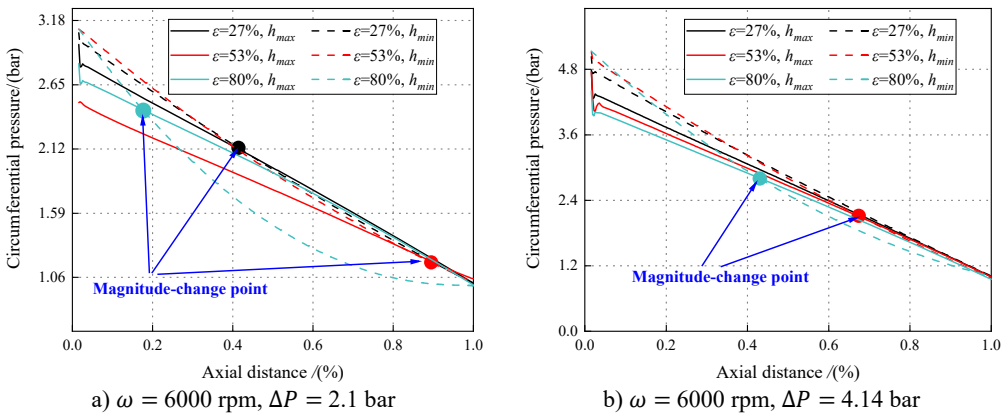 3.18
2.65
2.12
1.59
1.06
Circumferential pressure/(bar)
ε=27%, hmax
ε=27%, hmin
ε=53%, hmax
ε=53%, hmin
ε=80%, hmax
ε=80%, hmin
Magnitude-change point
0.0 0.2 0.4 0.6 0.8 1.0
Axial distance /(%)
a) ω = 6000 rpm, ΔP = 2.1 bar
4.8
3.6
2.4
1.2
0.0
Circumferential pressure/(bar)
ε=27%, hmax
ε=27%, hmin
ε=53%, hmax
ε=53%, hmin
ε=80%, hmax
ε=80%, hmin
Magnitude-change point
0.0 0.2 0.4 0.6 0.8 1.0
Axial distance /(%)
b) ω = 6000 rpm, ΔP = 4.14 bar